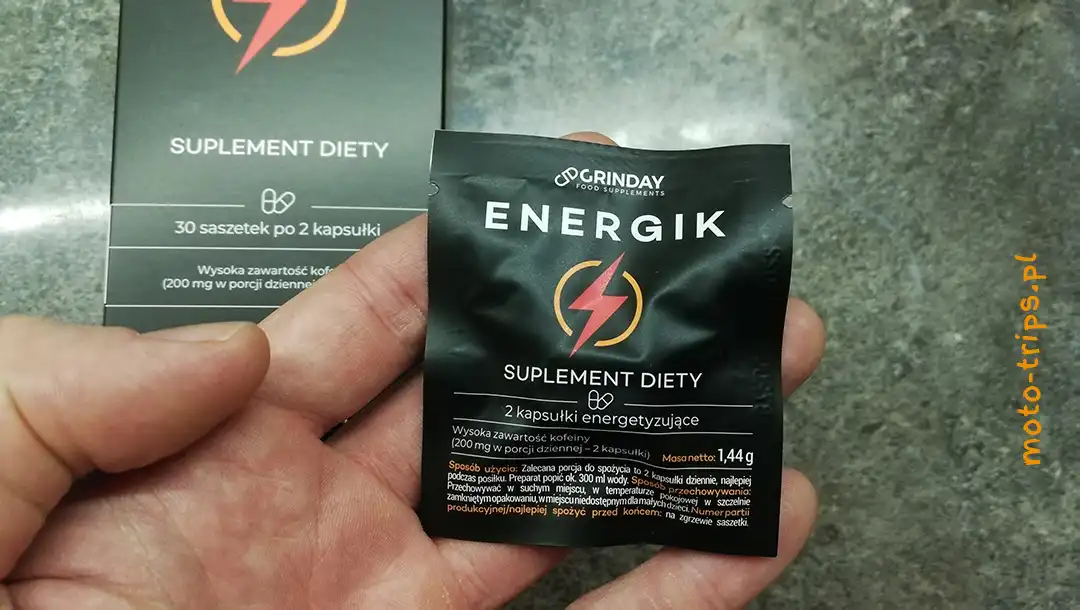 SUPLEMENT DIETY
30 saszetek po 2 kapsułki
Wysoka zawartość
(200 mg w porcji dziennej
GRINDAY
FOOD SUPPLEMENTS
ENERGIK
SUPLEMENT DIETY
2 kapsułki energetyzujące
Wysoka zawartość kofeiny
(200 mg w porcji dziennej – 2 kapsułki) Masa netto: 1,44 g
Sposób użycia: Zalecana porcja do spożycia to 2 kapsułki dziennie, najlepiej
podczas posiłku. Preparat popić ok. 300 ml wody. Sposób przechowywania:
Przechowywać w suchym miejscu, w temperaturze pokojowej w szczelnie
zamkniętym opakowaniu, w miejscu niedostępnym dla małych dzieci. Numer partii
produkcyjnej/najlepiej spożyć przed końcem: na zgrzewie saszetki.
moto-trips.pl